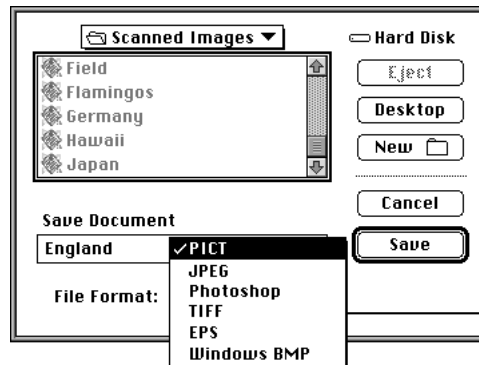 Scanned Images
Hard Disk
Field
Flamingos
Germany
Hawaii
Japan
Eject
Desktop
New
Cancel
Save
Save Document
England
File Format:
✓PICT
JPEG
Photoshop
TIFF
EPS
Windows BMP